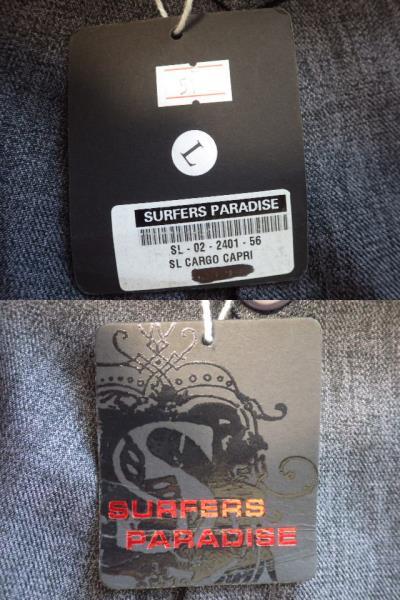 L
SURFERS PARADISE
SL - 02 - 2401 - 56
SL CARGO CAPRI
S
SURFERS
PARADISE